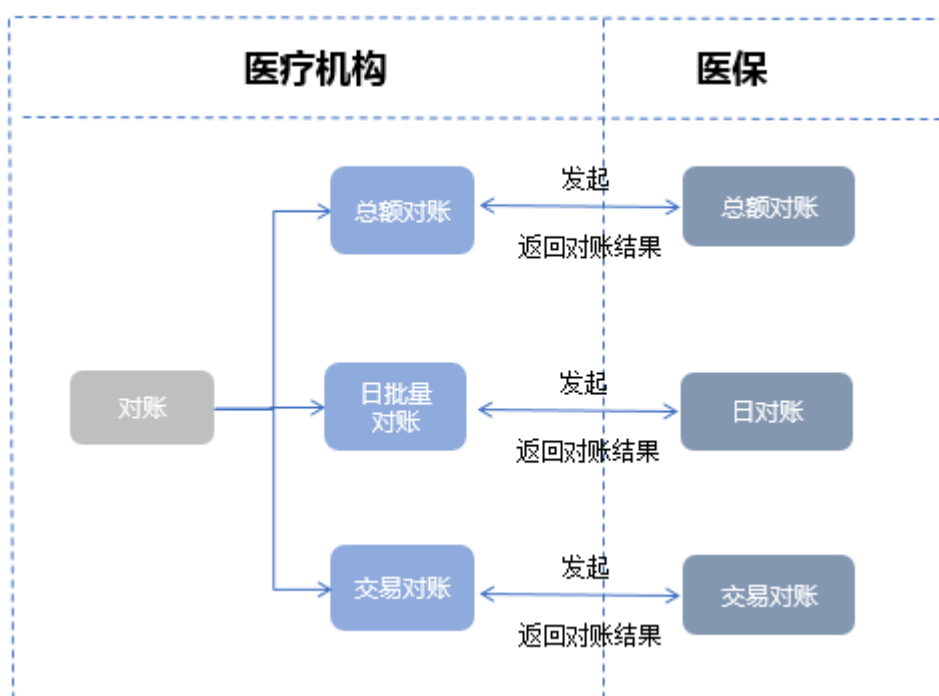 医疗机构
医保
总额对账
发起
返回对账结果
总额对账
对账
日批量
对账
发起
返回对账结果
日对账
交易对账
发起
返回对账结果
交易对账